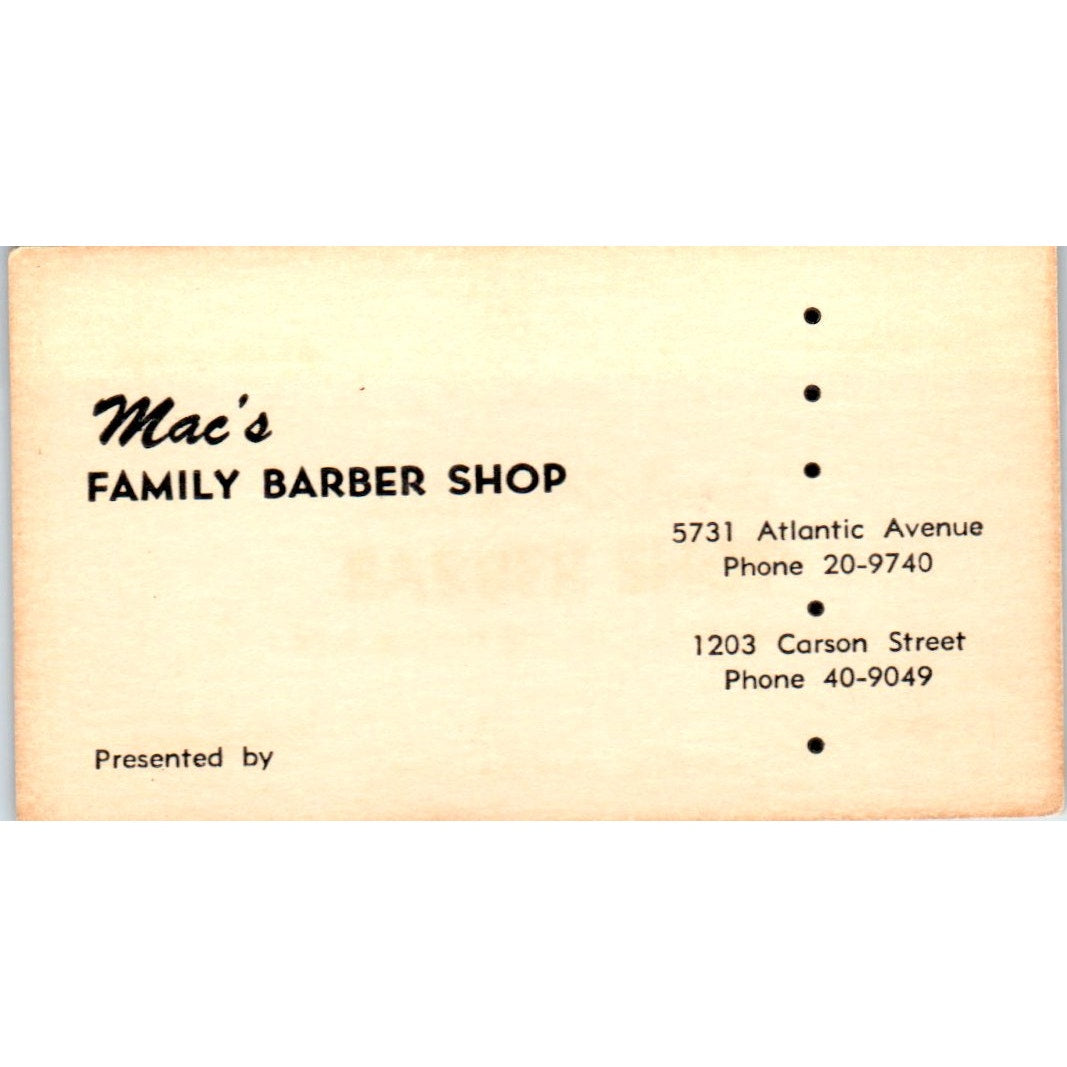 Mac's
FAMILY BARBER SHOP
5731 Atlantic Avenue
Phone 20-9740
1203 Carson Street
Phone 40-9049
Presented by